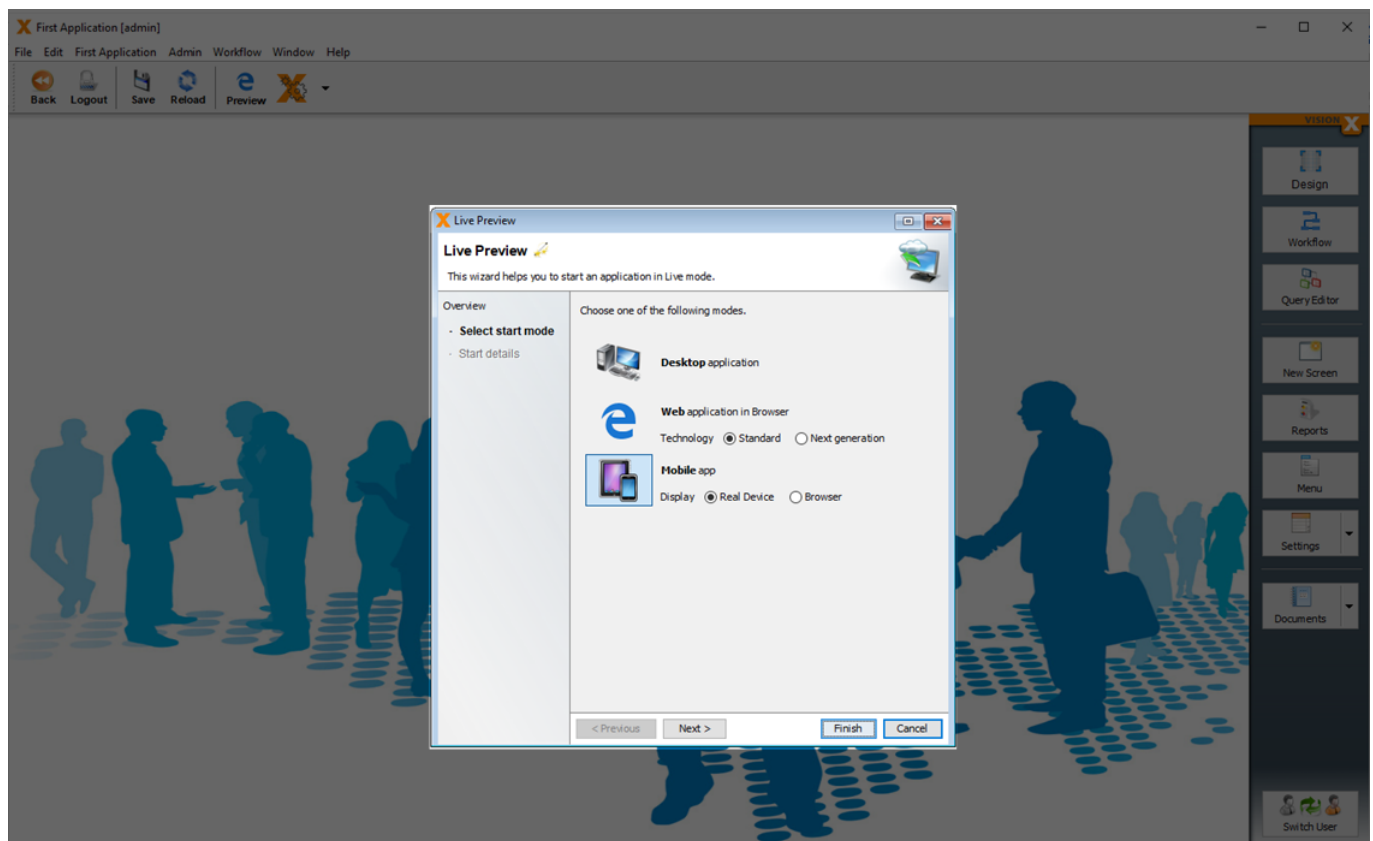 First Application [admin]
File Edit First Application Admin Workflow Window Help
Back Logout Save Reload Preview
VISION X
Design
Workflow
Query Editor
New Screen
Reports
Menu
Settings
Documents
Switch User
Live Preview
Live Preview
This wizard helps you to start an application in Live mode.
Overview
· Select start mode
· Start details
Choose one of the following modes.
Desktop application
Web application in Browser
Technology Standard Next generation
Mobile app
Display Real Device Browser
< Previous Next > Finish Cancel